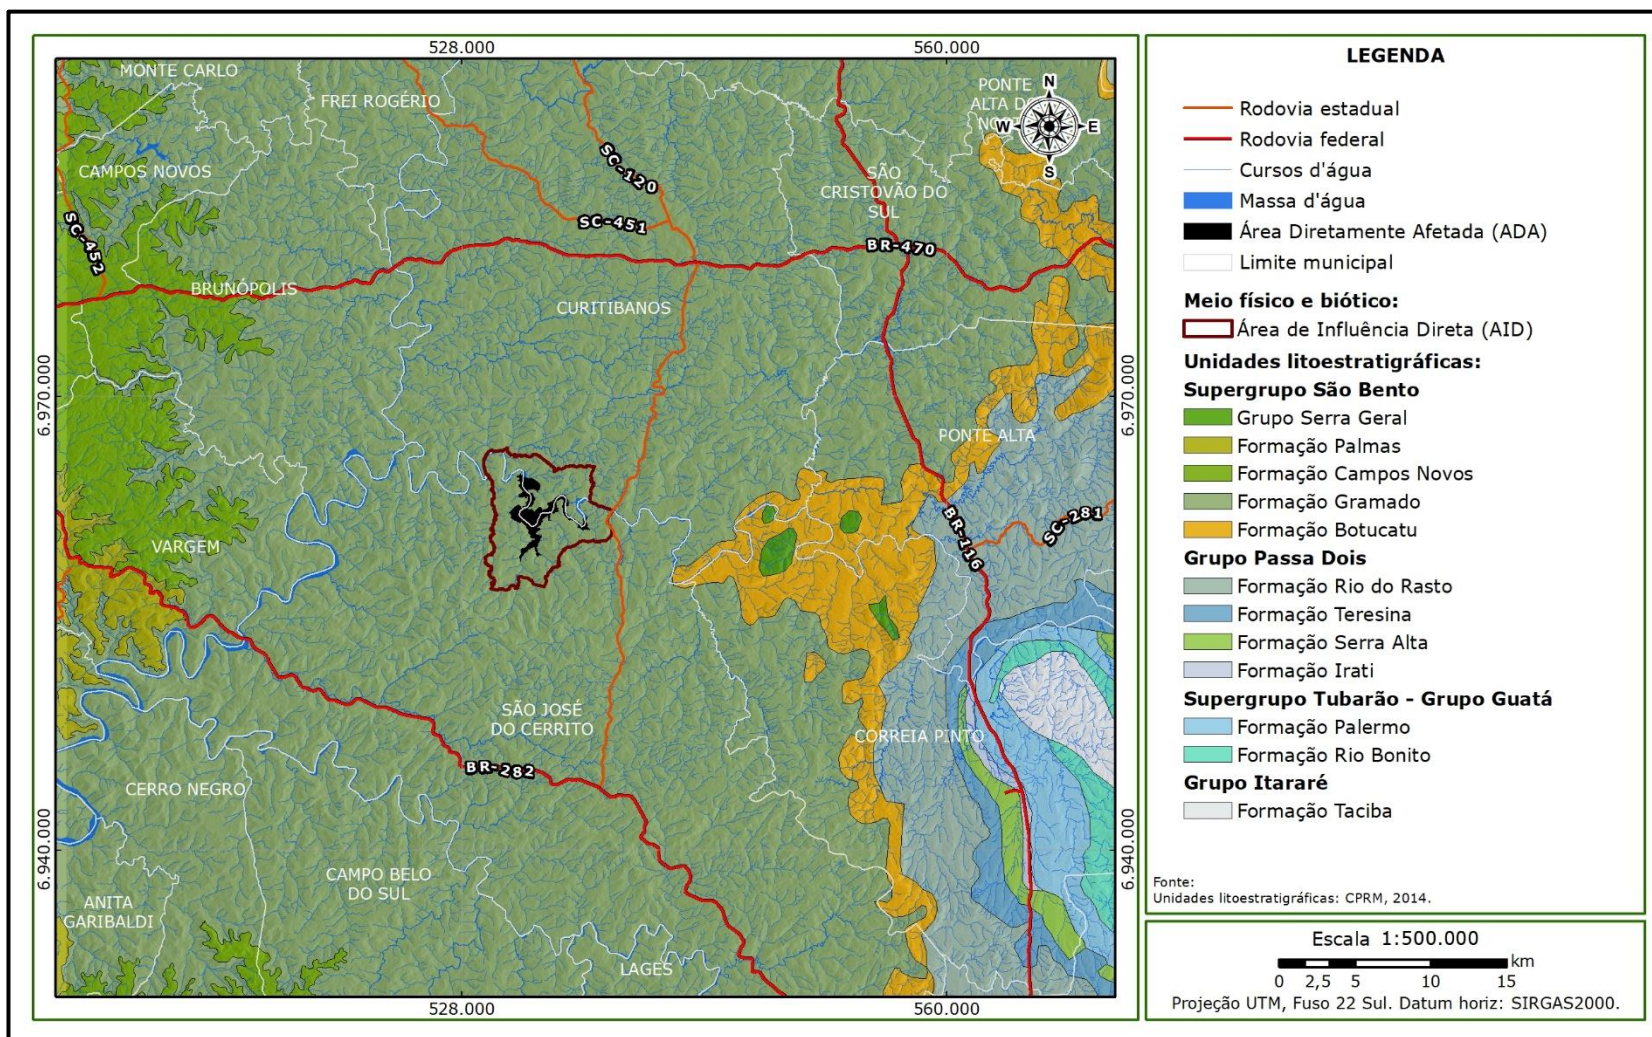 528.000
560.000
MONTE CARLO
FREI ROGÉRIO
PONTE
ALTA DO
NORTE
N
W
E
S
CAMPOS NOVOS
SC-120
SÃO
CRISTOVÃO DO
SUL
SC-452
SC-451
BR-470
BRUNÓPOLIS
CURITIBANOS
6.970.000
6.970.000
PONTE ALTA
VARGEM
BR-116
SC-281
SÃO JOSÉ
DO CERRITO
CORREIA PINTO
BR-282
CERRO NEGRO
6.940.000
6.940.000
CAMPO BELO
DO SUL
ANITA
GARIBALDI
LAGES
528.000
560.000
LEGENDA
Rodovia estadual
Rodovia federal
Cursos d'água
Massa d'água
Área Diretamente Afetada (ADA)
Limite municipal
Meio físico e biótico:
Área de Influência Direta (AID)
Unidades litoestratigráficas:
Supergrupo São Bento
Grupo Serra Geral
Formação Palmas
Formação Campos Novos
Formação Gramado
Formação Botucatu
Grupo Passa Dois
Formação Rio do Rasto
Formação Teresina
Formação Serra Alta
Formação Irati
Supergrupo Tubarão - Grupo Guatá
Formação Palermo
Formação Rio Bonito
Grupo Itararé
Formação Taciba
Fonte:
Unidades litoestratigráficas: CPRM, 2014.
Escala 1:500.000
km
0 2,5 5 10 15
Projeção UTM, Fuso 22 Sul. Datum horiz: SIRGAS2000.